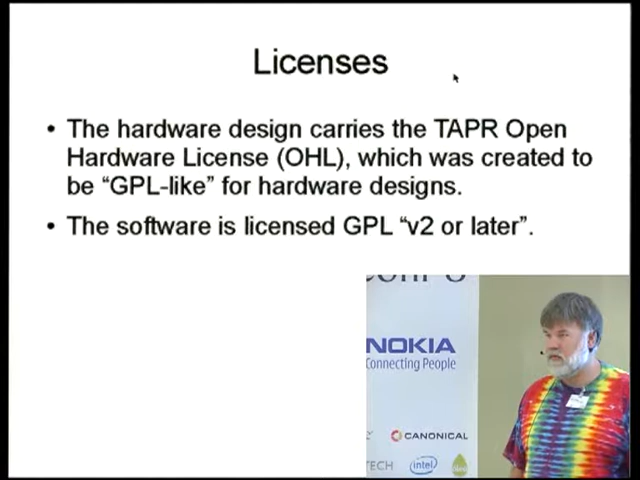 Licenses
• The hardware design carries the TAPR Open
Hardware License (OHL), which was created to
be “GPL-like” for hardware designs.
• The software is licensed GPL “v2 or later”.
NOKIA
Connecting People
CANONICAL
TECH
intel